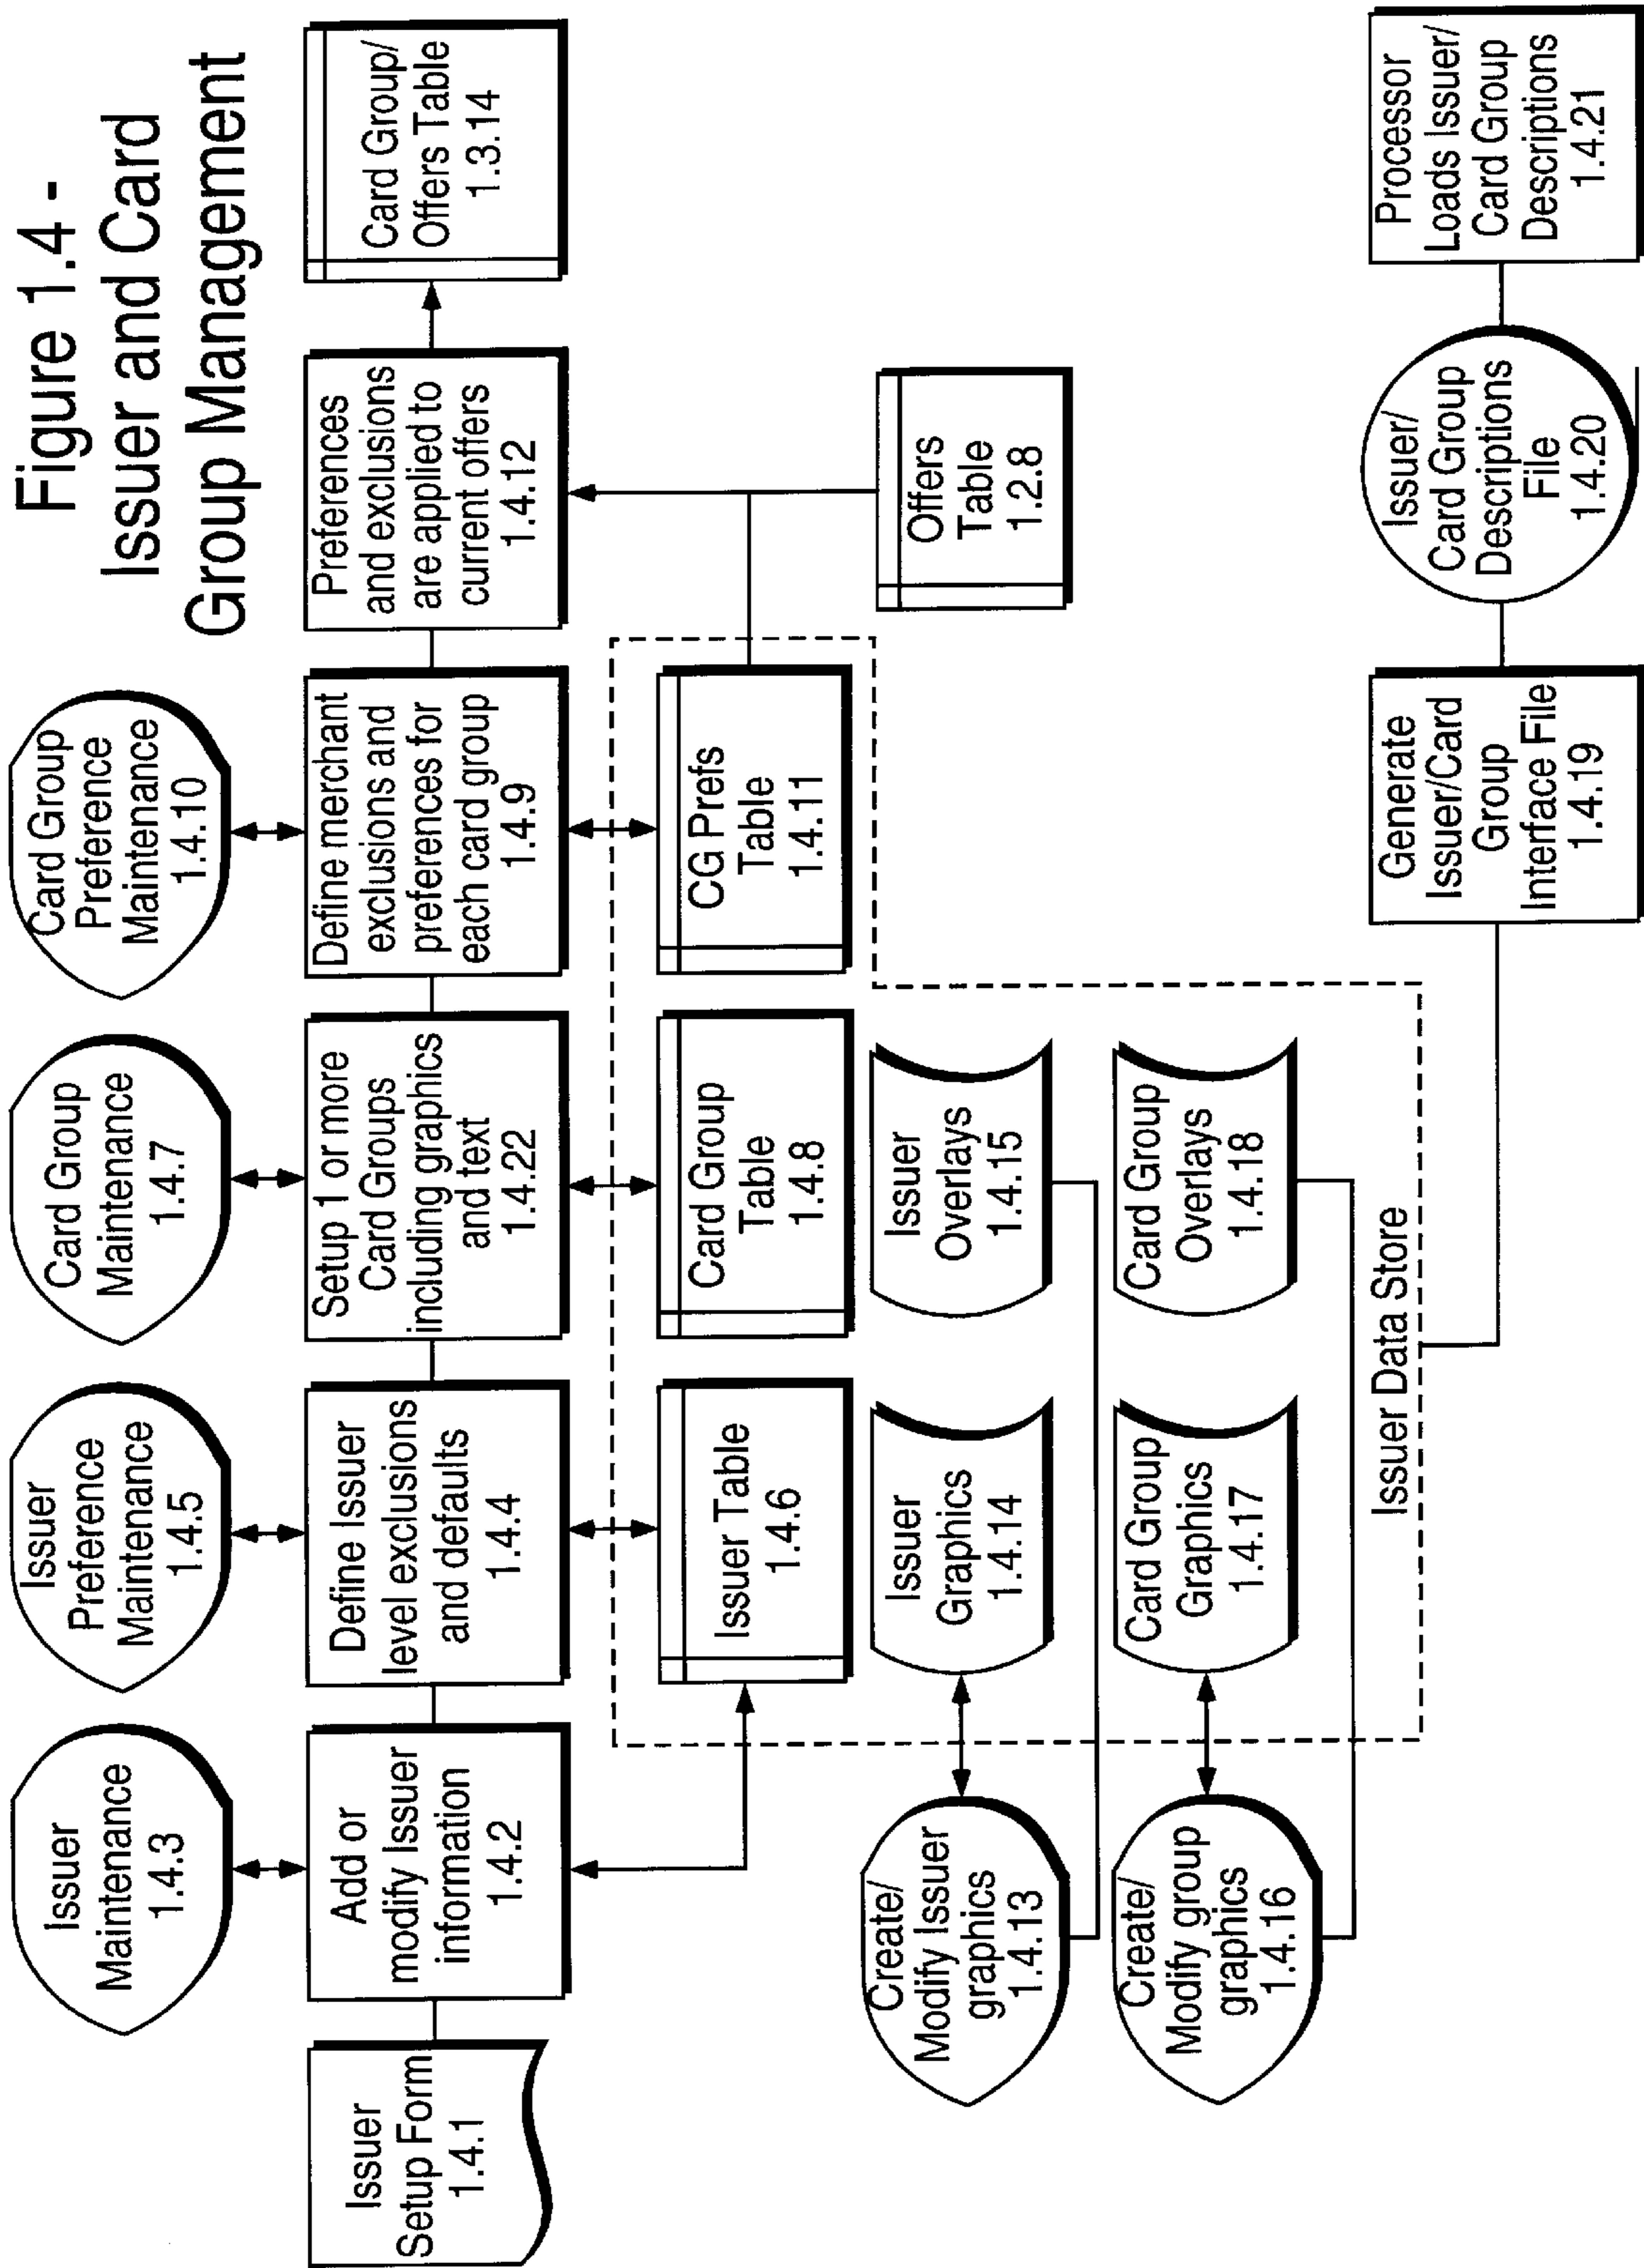 Figure 1.4 -
Issuer and Card
Group Management
Issuer
Maintenance
1.4.3
Issuer
Preference
Maintenance
1.4.5
Card Group
Maintenance
1.4.7
Card Group
Preference
Maintenance
1.4.10
Issuer
Setup Form
1.4.1
Add or
modify Issuer
information
1.4.2
Define Issuer
level exclusions
and defaults
1.4.4
Setup 1 or more
Card Groups
including graphics
and text
1.4.22
Define merchant
exclusions and
preferences for
each card group
1.4.9
Preferences
and exclusions
are applied to
current offers
1.4.12
Card Group/
Offers Table
1.3.14
Issuer Table
1.4.6
Card Group
Table
1.4.8
CG Prefs
Table
1.4.11
Offers
Table
1.2.8
Create/
Modify Issuer
graphics
1.4.13
Issuer
Graphics
1.4.14
Issuer
Overlays
1.4.15
Create/
Modify group
graphics
1.4.16
Card Group
Graphics
1.4.17
Card Group
Overlays
1.4.18
Issuer Data Store
Generate
Issuer/Card
Group
Interface File
1.4.19
Issuer/
Card Group
Descriptions
File
1.4.20
Processor
Loads Issuer/
Card Group
Descriptions
1.4.21